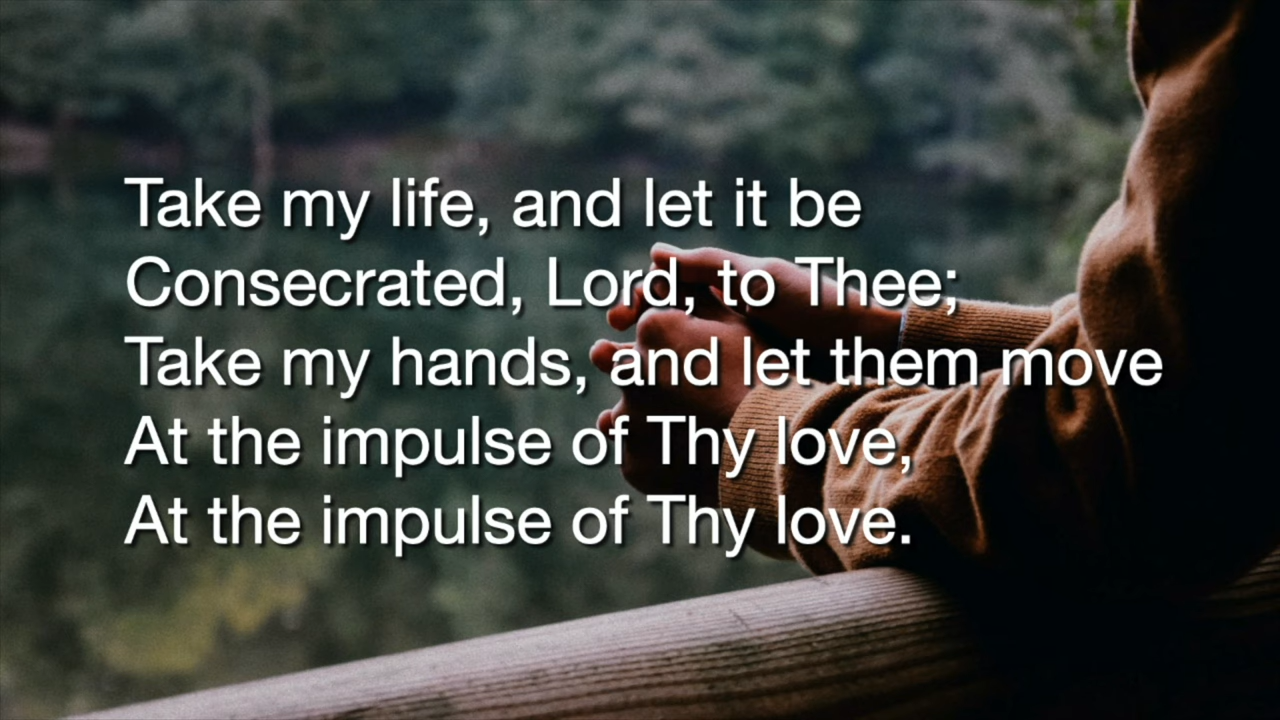 Take my life, and let it be
Consecrated, Lord, to Thee;
Take my hands, and let them move
At the impulse of Thy love,
At the impulse of Thy love.